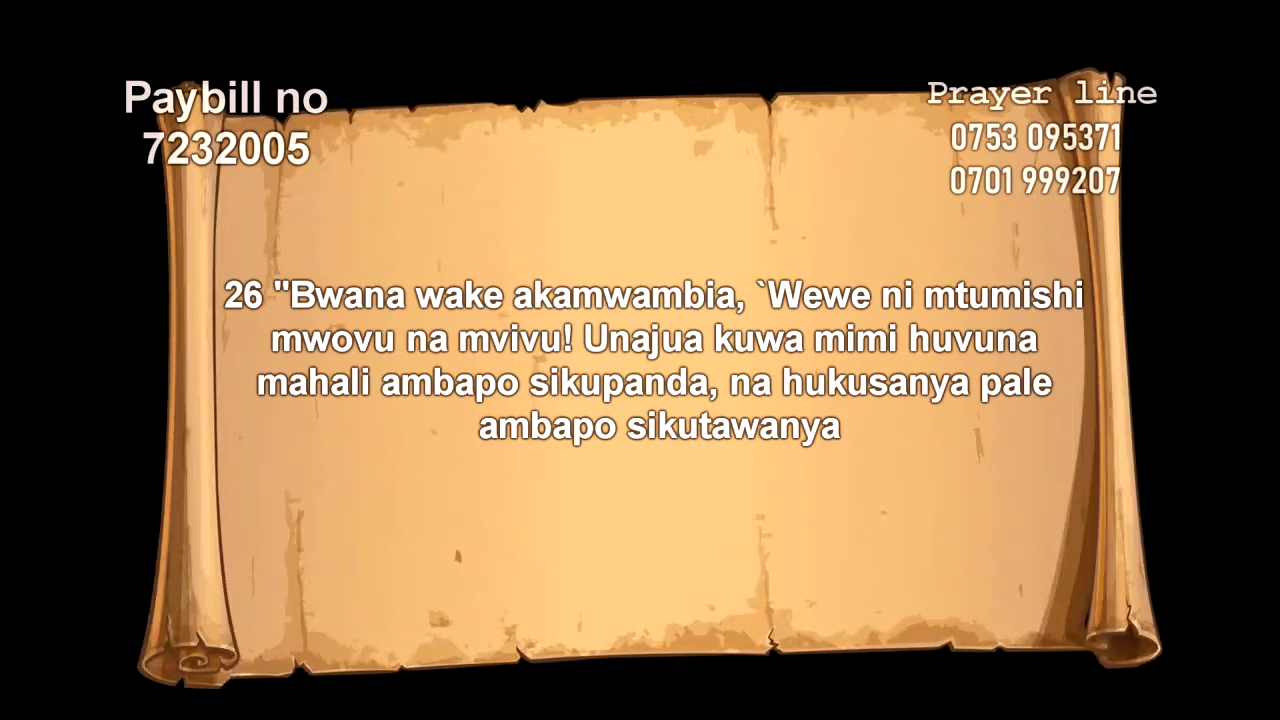 Paybill no
7232005
Prayer line
0753 095371
0701 999207
26 "Bwana wake akamwambia, `Wewe ni mtumishi
mwovu na mvivu! Unajua kuwa mimi huvuna
mahali ambapo sikupanda, na hukusanya pale
ambapo sikutawanya